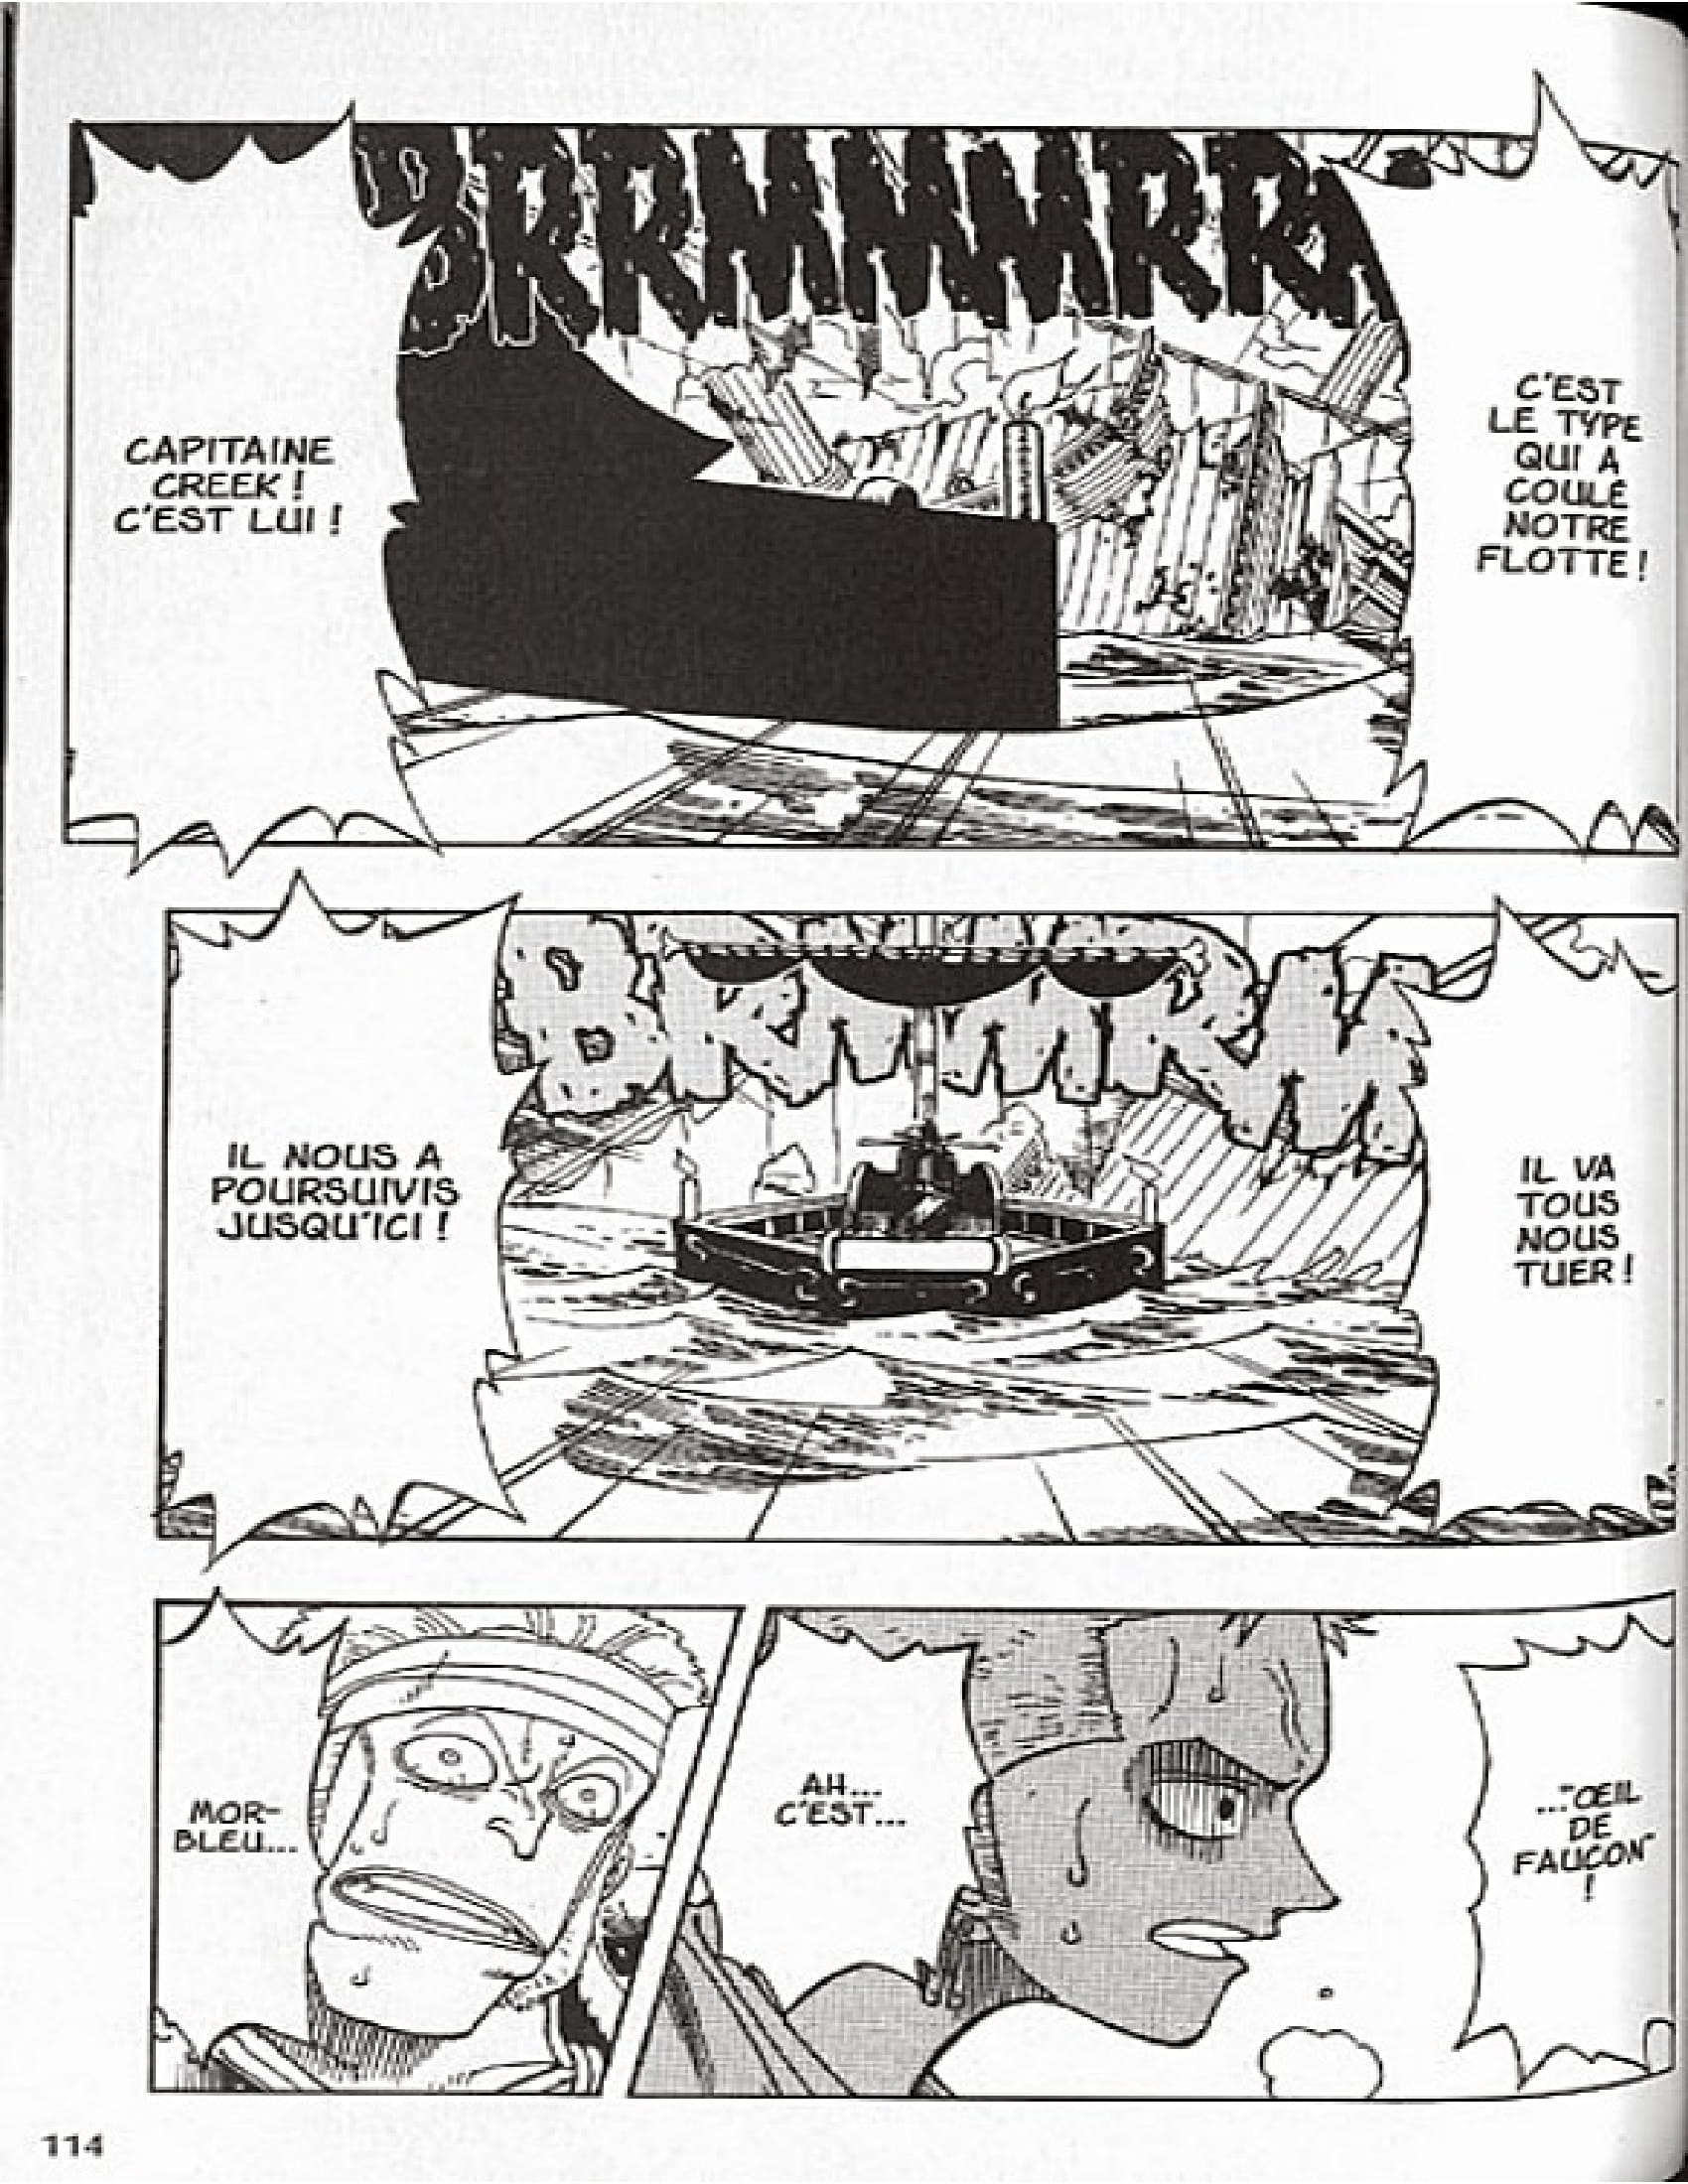 CAPITAINE
CREEK !
C'EST LUI !
C'EST
LE TYPE
QUI A
COULÉ
NOTRE
FLOTTE !
IL NOUS A
POURSUIVIS
JUSQU'ICI !
BRMMRM
IL VA
TOUS
NOUS
TUER !
MOR-
BLEU...
AH...
C'EST...
..."ŒIL
DE
FAUCON"
!
114